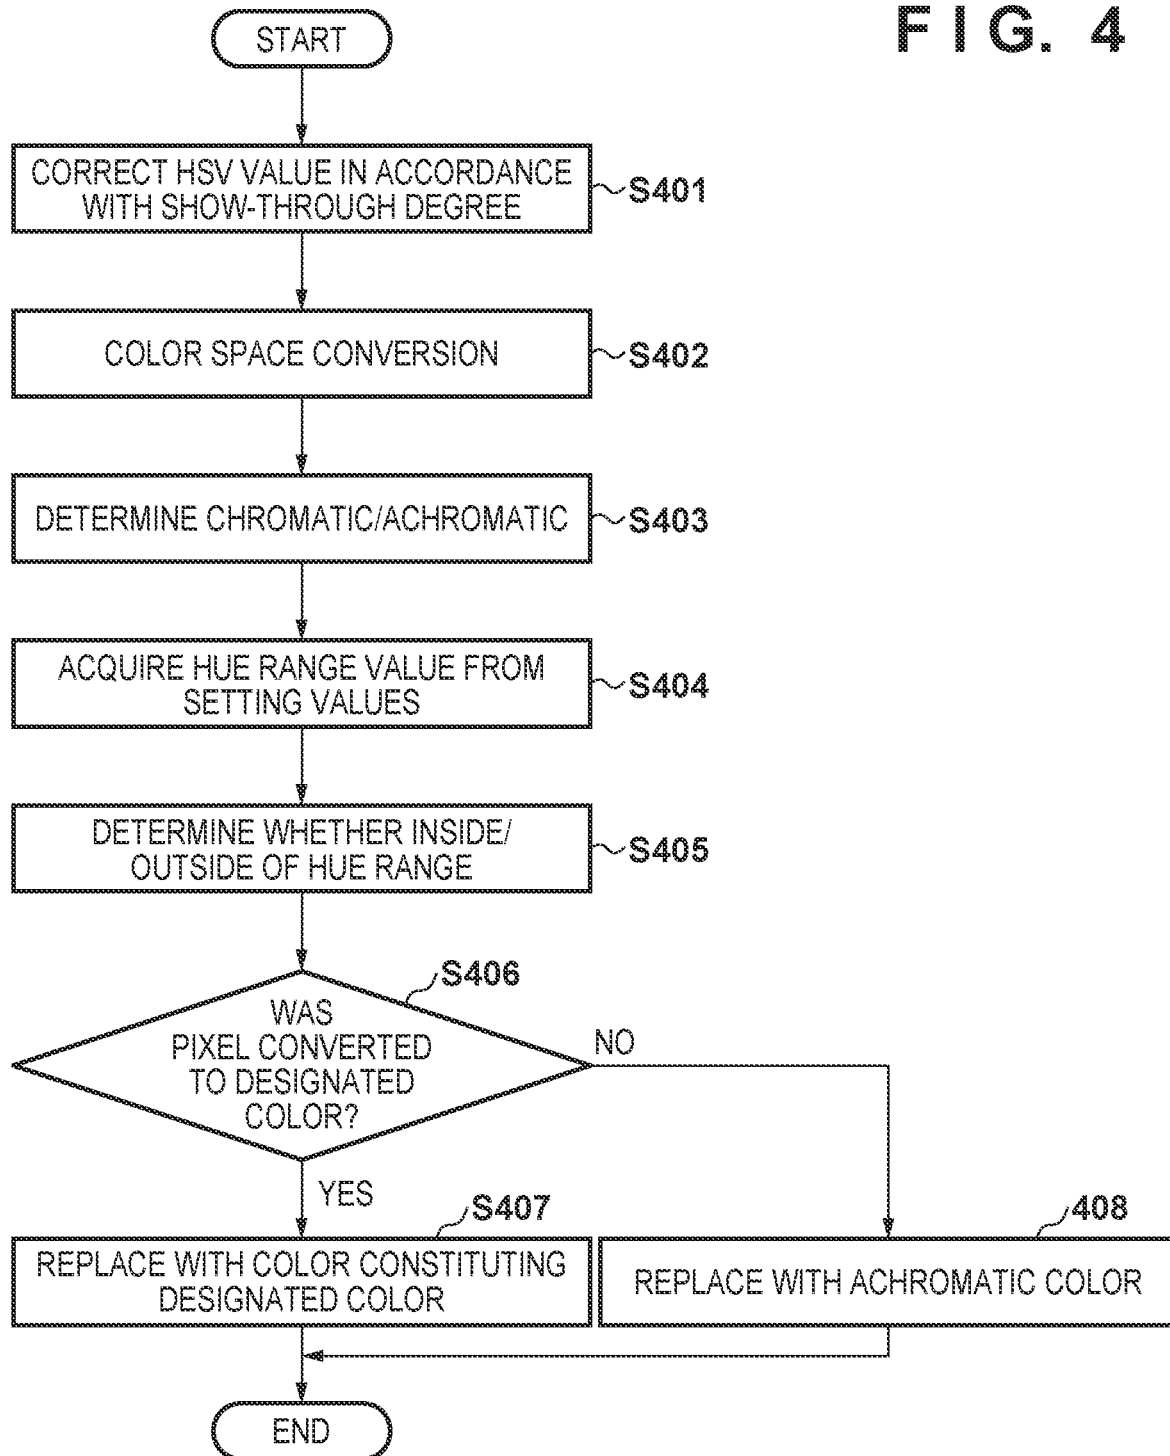 FIG. 4
START
CORRECT HSV VALUE IN ACCORDANCE
WITH SHOW-THROUGH DEGREE
S401
COLOR SPACE CONVERSION
S402
DETERMINE CHROMATIC/ACHROMATIC
S403
ACQUIRE HUE RANGE VALUE FROM
SETTING VALUES
S404
DETERMINE WHETHER INSIDE/
OUTSIDE OF HUE RANGE
S405
S406
WAS
PIXEL CONVERTED
TO DESIGNATED
COLOR?
NO
YES
S407
REPLACE WITH COLOR CONSTITUTING
DESIGNATED COLOR
408
REPLACE WITH ACHROMATIC COLOR
END